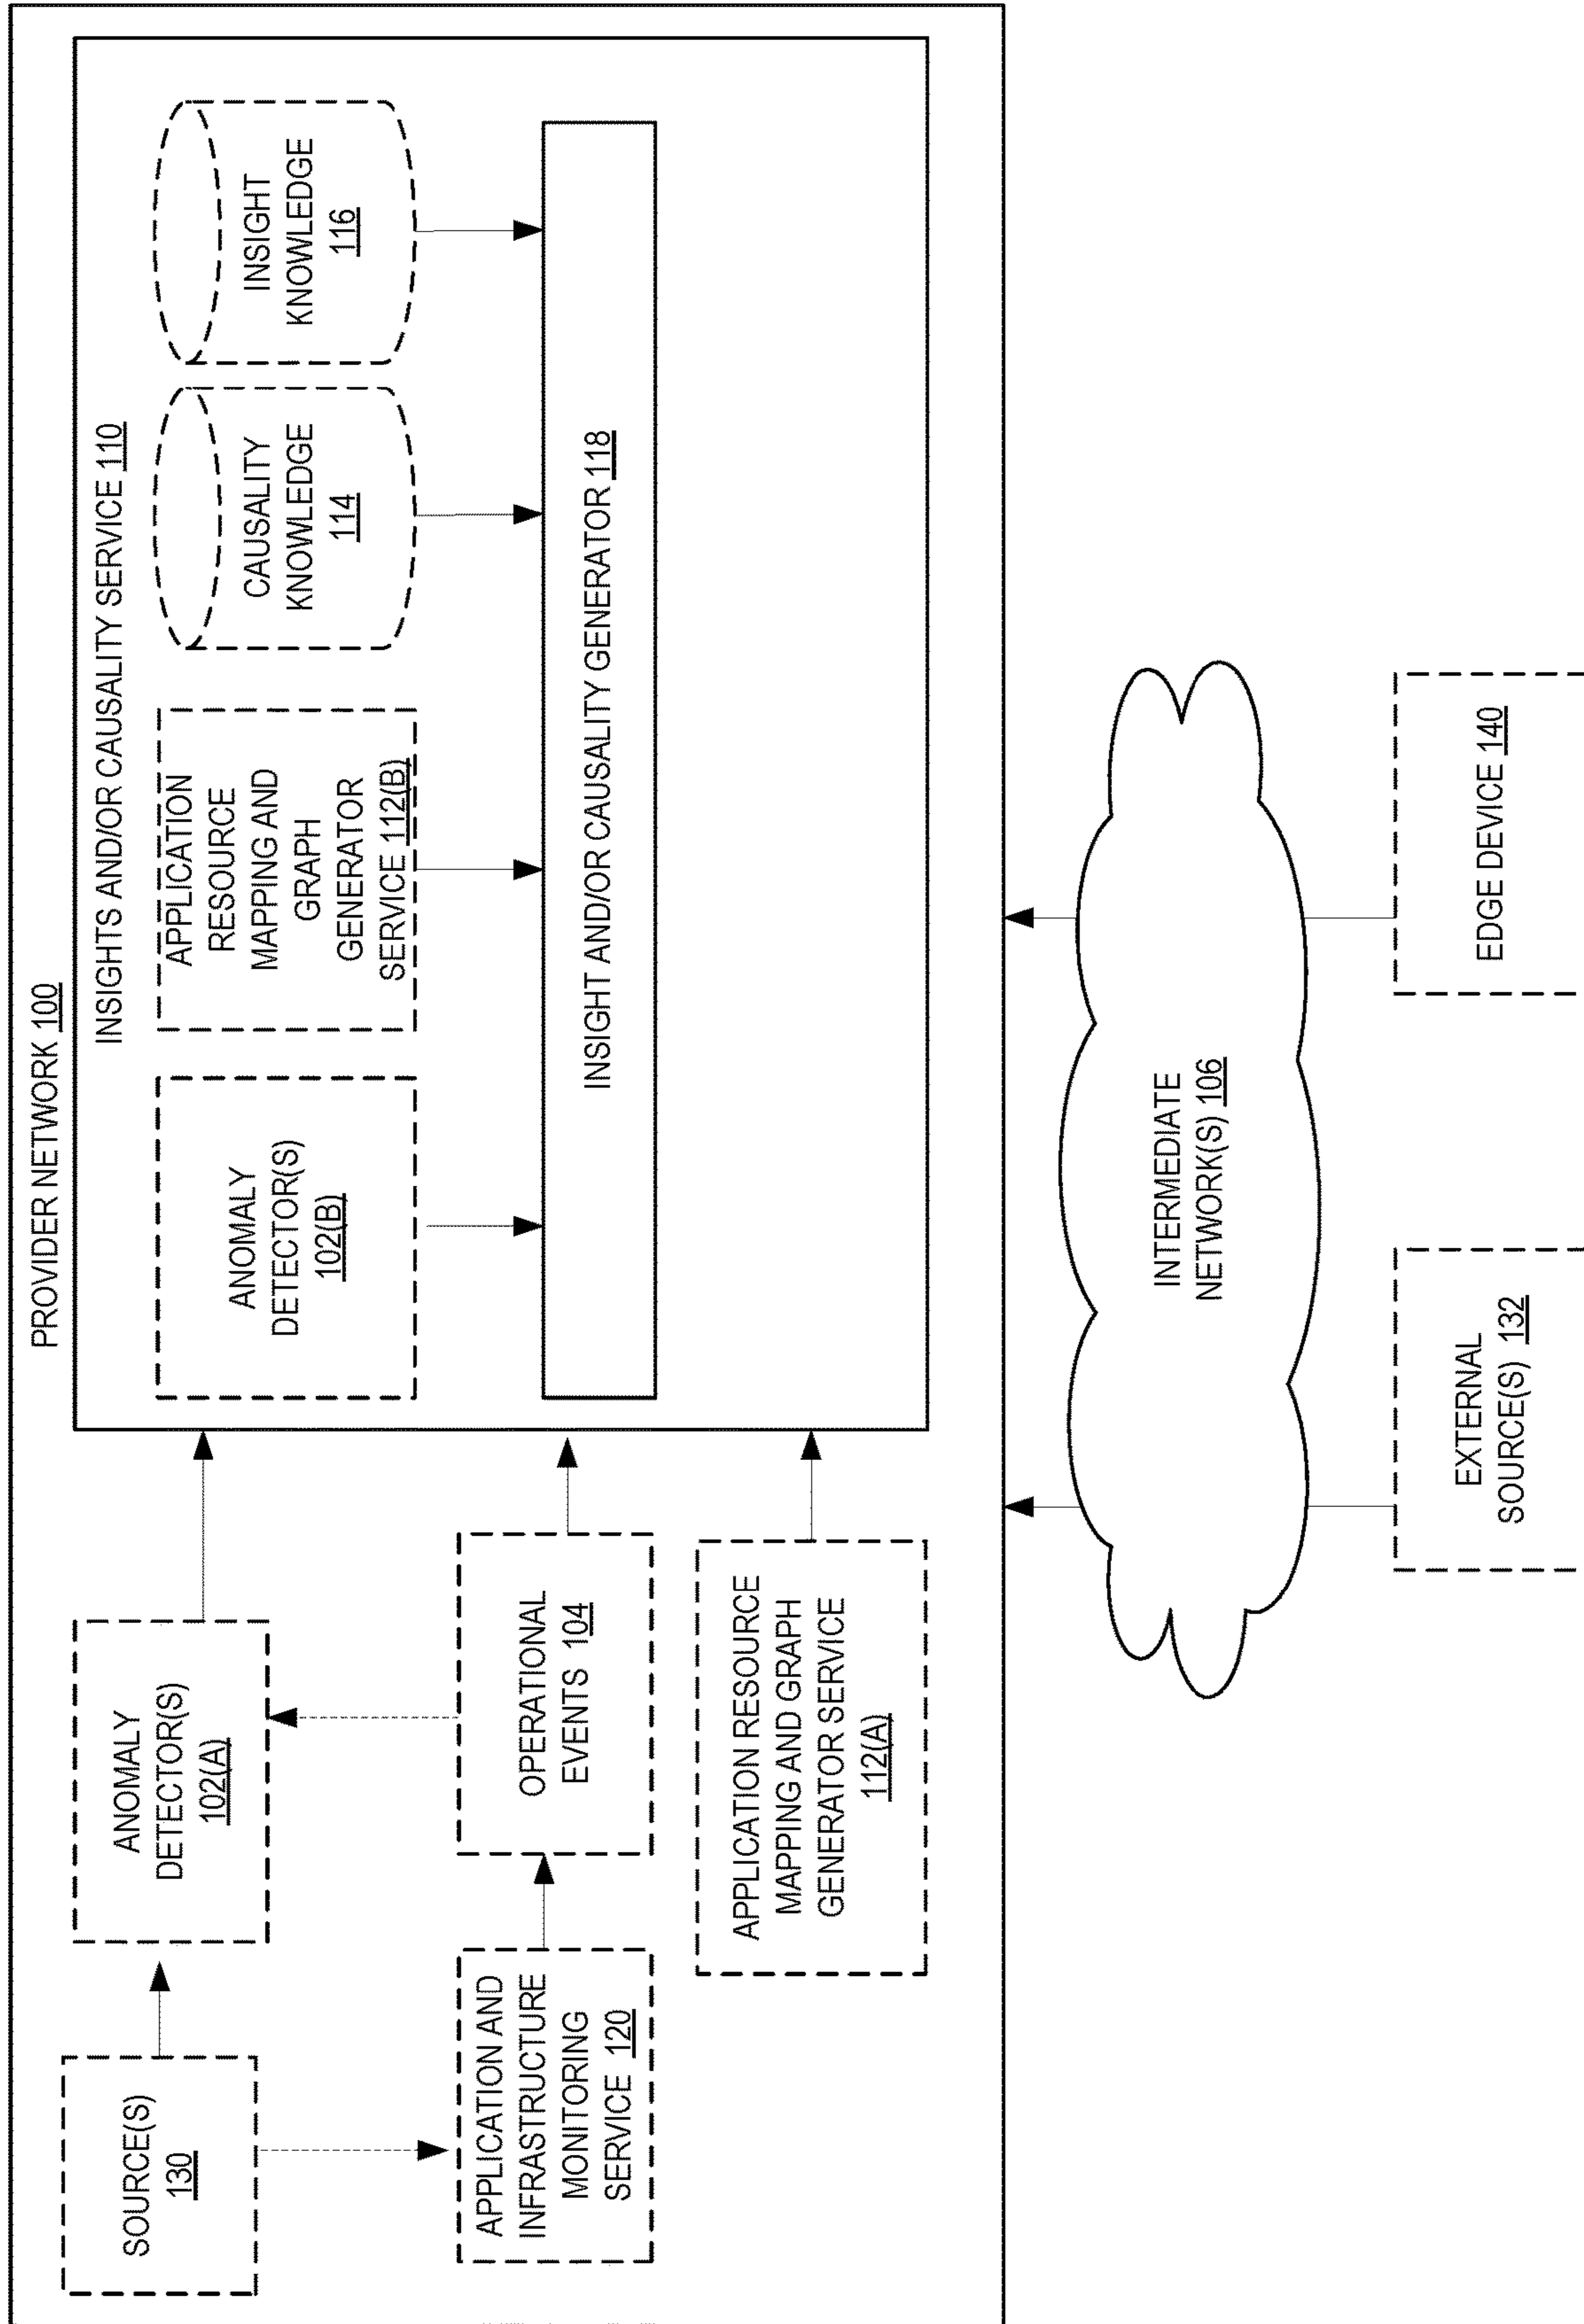 PROVIDER NETWORK 100
SOURCE(S)
130
ANOMALY
DETECTOR(S)
102(A)
APPLICATION AND
INFRASTRUCTURE
MONITORING
SERVICE 120
OPERATIONAL
EVENTS 104
APPLICATION RESOURCE
MAPPING AND GRAPH
GENERATOR SERVICE
112(A)
INSIGHTS AND/OR CAUSALITY SERVICE 110
ANOMALY
DETECTOR(S)
102(B)
APPLICATION
RESOURCE
MAPPING AND
GRAPH
GENERATOR
SERVICE 112(B)
CAUSALITY
KNOWLEDGE
114
INSIGHT
KNOWLEDGE
116
INSIGHT AND/OR CAUSALITY GENERATOR 118
INTERMEDIATE
NETWORK(S) 106
EXTERNAL
SOURCE(S) 132
EDGE DEVICE 140